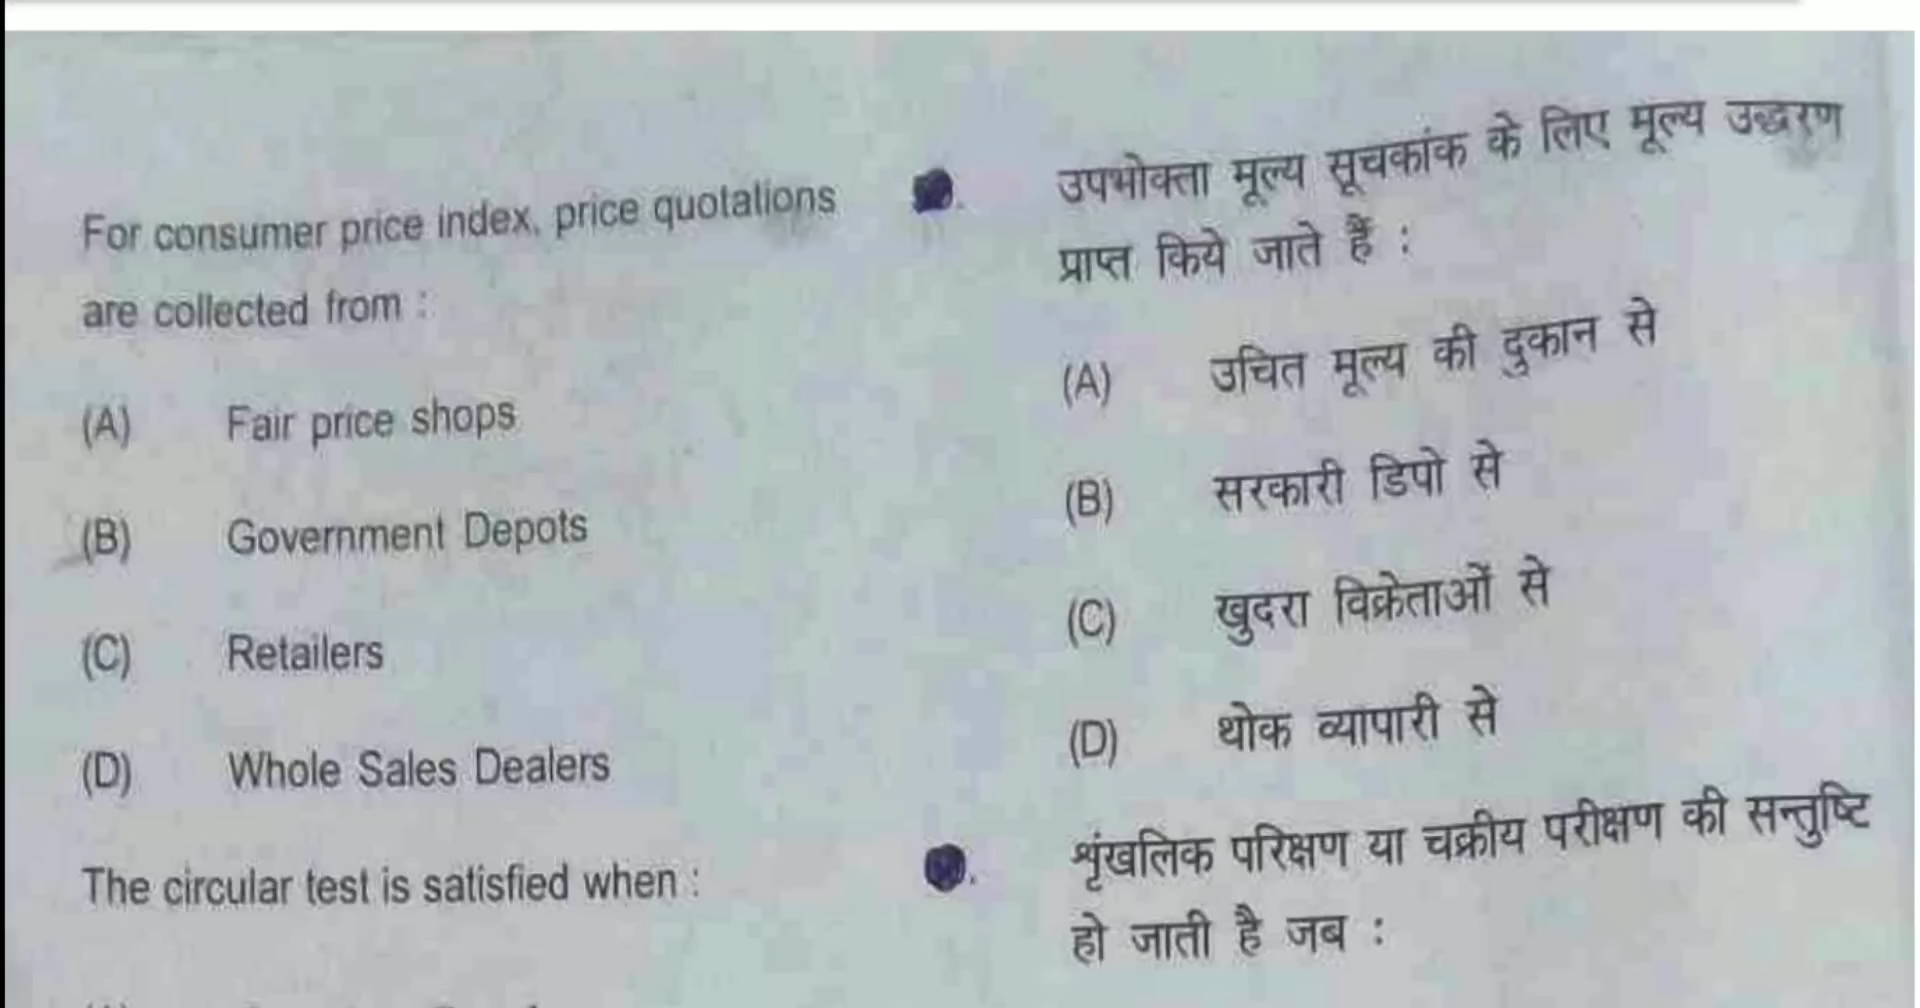 For consumer price index, price quotations
are collected from :
(A) Fair price shops
(B) Government Depots
(C) Retailers
(D) Whole Sales Dealers
The circular test is satisfied when :
उपभोक्ता मूल्य सूचकांक के लिए मूल्य उद्धरण
प्राप्त किये जाते हैं :
(A) उचित मूल्य की दुकान से
(B) सरकारी डिपो से
(C) खुदरा विक्रेताओं से
(D) थोक व्यापारी से
शृंखलिक परिक्षण या चक्रीय परीक्षण की सन्तुष्टि
हो जाती है जब :